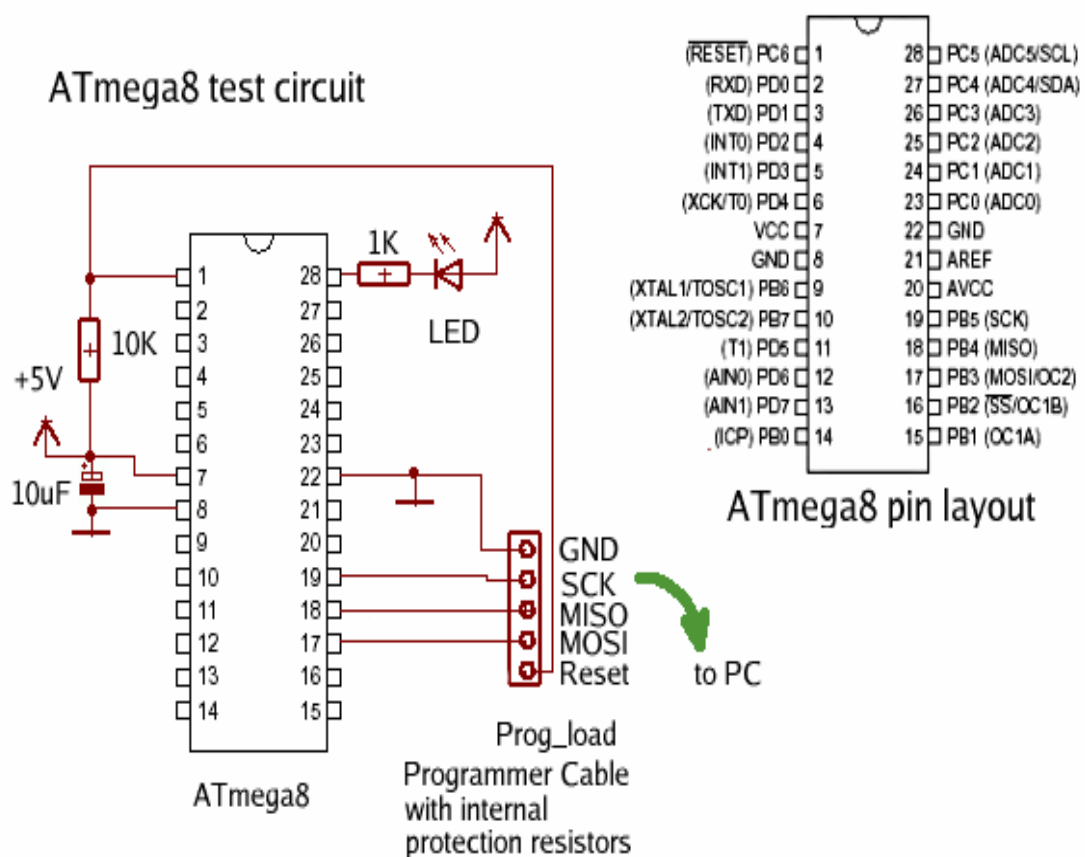 ATmega8 test circuit
1K
LED
10K
+5V
10uF
1
2
3
4
5
6
7
8
9
10
11
12
13
14
28
27
26
25
24
23
22
21
20
19
18
17
16
15
ATmega8
GND
SCK
MISO
MOSI
Reset
to PC
Prog_load
Programmer Cable
with internal
protection resistors
(RESET) PC6 1 28 PC5 (ADC5/SCL)
(RXD) PD0 2 27 PC4 (ADC4/SDA)
(TXD) PD1 3 26 PC3 (ADC3)
(INT0) PD2 4 25 PC2 (ADC2)
(INT1) PD3 5 24 PC1 (ADC1)
(XCK/T0) PD4 6 23 PC0 (ADC0)
VCC 7 22 GND
GND 8 21 AREF
(XTAL1/TOSC1) PB6 9 20 AVCC
(XTAL2/TOSC2) PB7 10 19 PB5 (SCK)
(T1) PD5 11 18 PB4 (MISO)
(AIN0) PD6 12 17 PB3 (MOSI/OC2)
(AIN1) PD7 13 16 PB2 (SS/OC1B)
(ICP) PB0 14 15 PB1 (OC1A)
ATmega8 pin layout